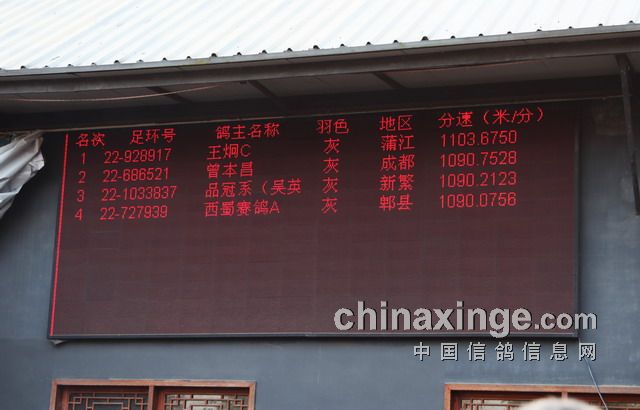 名次 足环号 鸽主名称 羽色 地区 分速（米/分）
1 22-928917 王炯C 灰 蒲江 1103.6750
2 22-686521 曾本昌 灰 成都 1090.7528
3 22-1033837 品冠系（吴英 灰 新繁 1090.2123
4 22-727939 西蜀赛鸽A 灰 郫县 1090.0756
chinaxinge.com
中国信鸽信息网